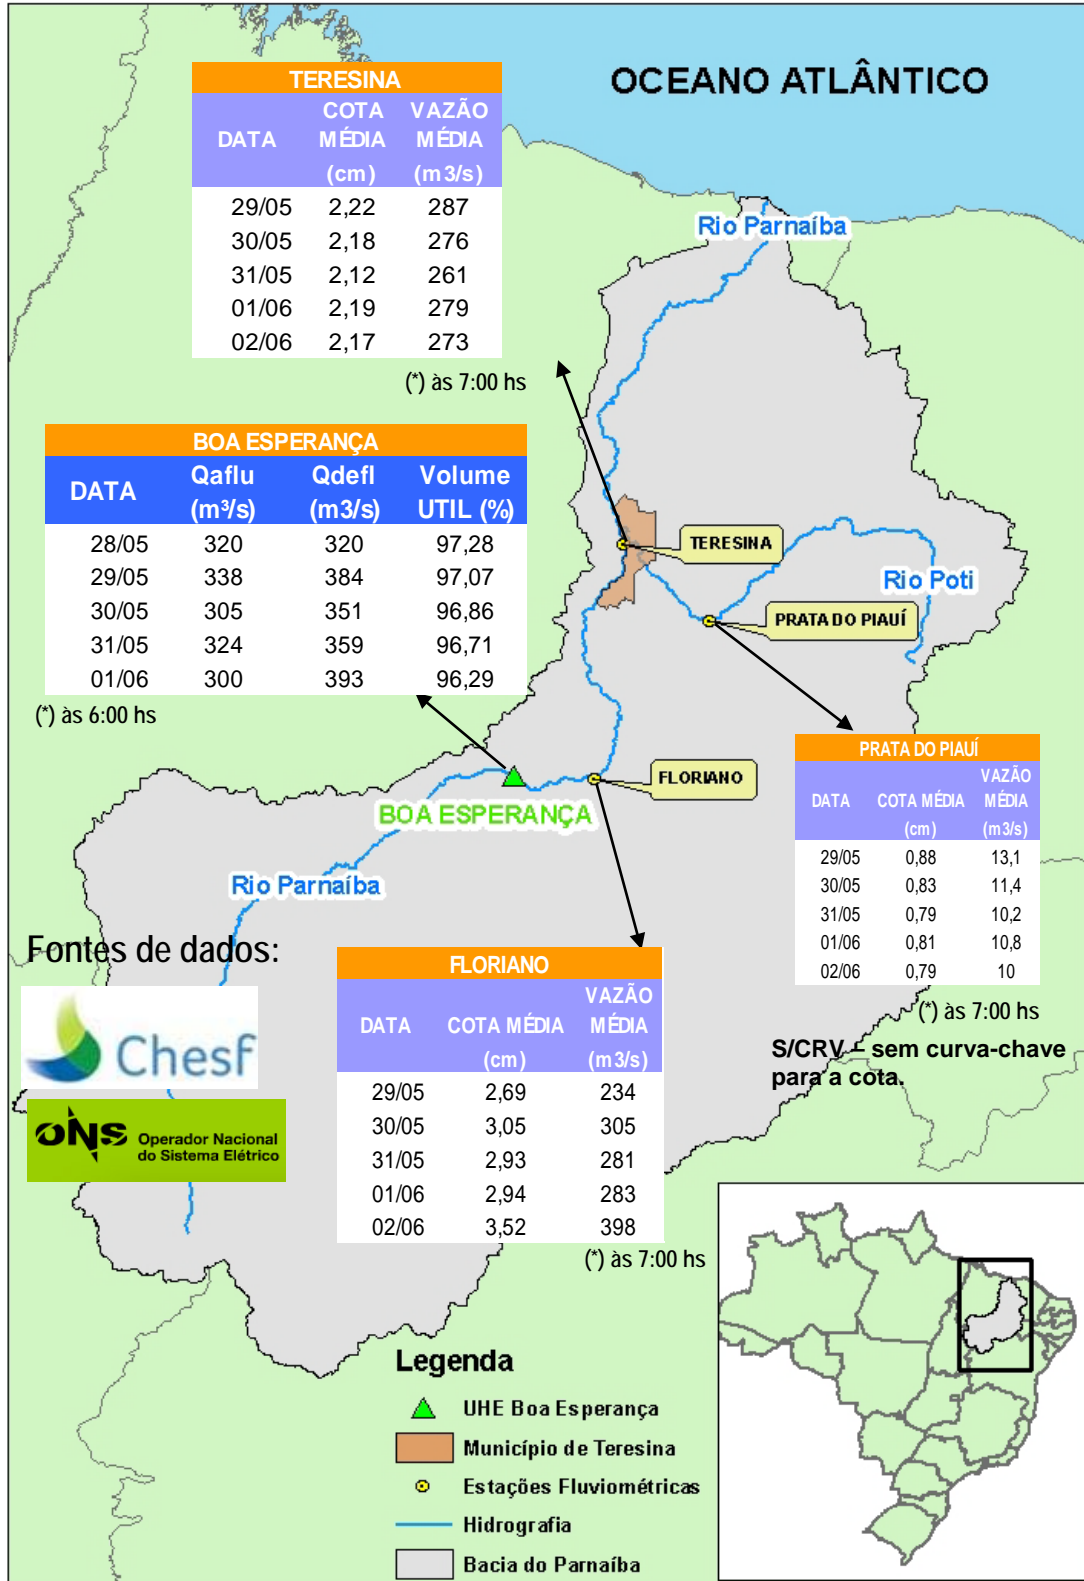 OCEANO ATLÂNTICO
TERESINA
DATA COTA MÉDIA (cm) VAZÃO MÉDIA (m3/s)
29/05 2,22 287
30/05 2,18 276
31/05 2,12 261
01/06 2,19 279
02/06 2,17 273
(*) às 7:00 hs
Rio Parnaíba
BOA ESPERANÇA
DATA Qaflu (m³/s) Qdefl (m3/s) Volume UTIL (%)
28/05 320 320 97,28
29/05 338 384 97,07
30/05 305 351 96,86
31/05 324 359 96,71
01/06 300 393 96,29
(*) às 6:00 hs
TERESINA
Rio Poti
PRATA DO PIAUÍ
FLORIANO
BOA ESPERANÇA
Rio Parnaíba
PRATA DO PIAUÍ
DATA COTA MÉDIA (cm) VAZÃO MÉDIA (m3/s)
29/05 0,88 13,1
30/05 0,83 11,4
31/05 0,79 10,2
01/06 0,81 10,8
02/06 0,79 10
(*) às 7:00 hs
S/CRV – sem curva-chave
para a cota.
Fontes de dados:
Chesf
ONS Operador Nacional
do Sistema Elétrico
FLORIANO
DATA COTA MÉDIA (cm) VAZÃO MÉDIA (m3/s)
29/05 2,69 234
30/05 3,05 305
31/05 2,93 281
01/06 2,94 283
02/06 3,52 398
(*) às 7:00 hs
Legenda
UHE Boa Esperança
Município de Teresina
Estações Fluviométricas
Hidrografia
Bacia do Parnaíba